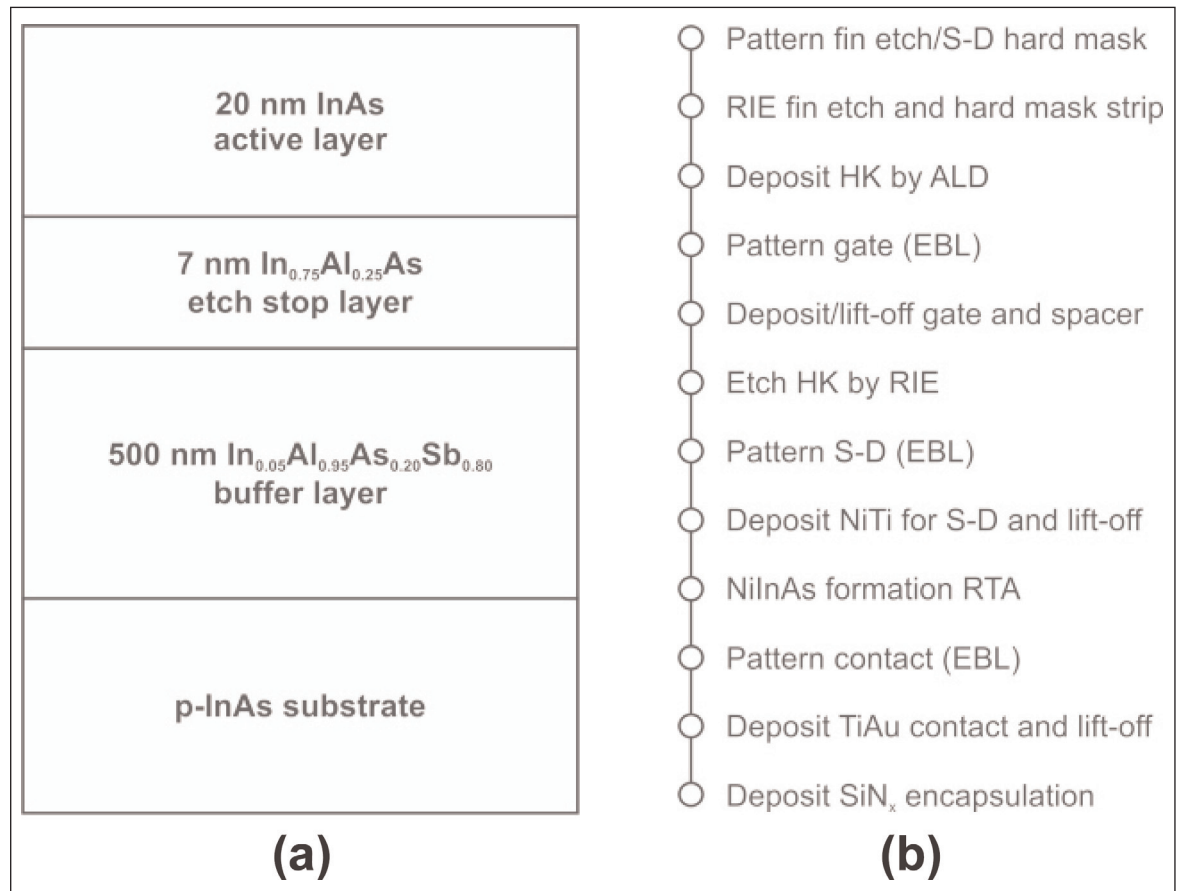 20 nm InAs
active layer
7 nm In0.75Al0.25As
etch stop layer
500 nm In0.05Al0.95As0.20Sb0.80
buffer layer
p-InAs substrate
(a)
Pattern fin etch/S-D hard mask
RIE fin etch and hard mask strip
Deposit HK by ALD
Pattern gate (EBL)
Deposit/lift-off gate and spacer
Etch HK by RIE
Pattern S-D (EBL)
Deposit NiTi for S-D and lift-off
NiInAs formation RTA
Pattern contact (EBL)
Deposit TiAu contact and lift-off
Deposit SiNx encapsulation
(b)